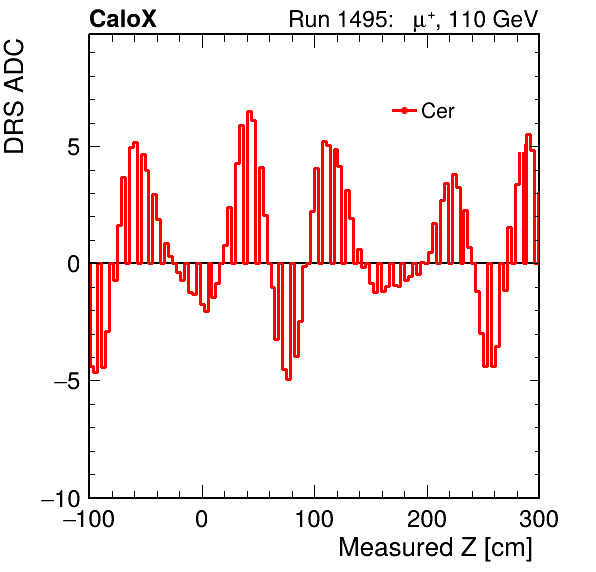 CaloX Run 1495: μ⁺, 110 GeV
DRS ADC
Cer
5
0
−5
−10
−100 0 100 200 300
Measured Z [cm]